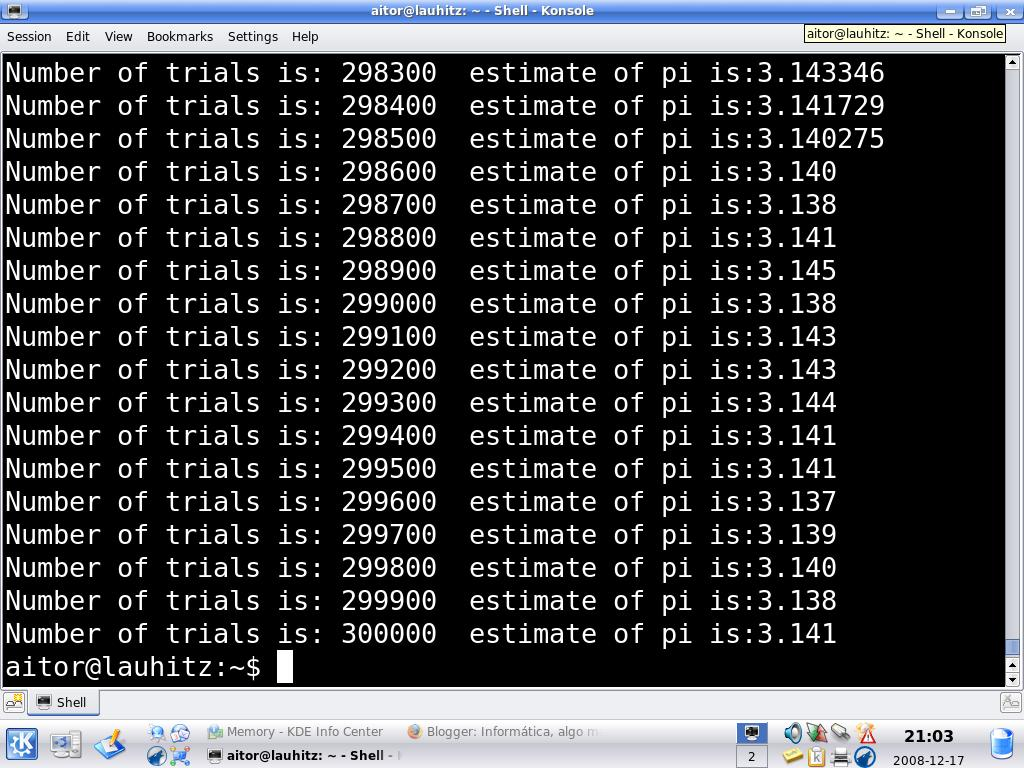 aitor@lauhitz: ~ - Shell - Konsole
Session Edit View Bookmarks Settings Help
aitor@lauhitz: ~ - Shell - Konsole
Number of trials is: 298300  estimate of pi is:3.143346
Number of trials is: 298400  estimate of pi is:3.141729
Number of trials is: 298500  estimate of pi is:3.140275
Number of trials is: 298600  estimate of pi is:3.140
Number of trials is: 298700  estimate of pi is:3.138
Number of trials is: 298800  estimate of pi is:3.141
Number of trials is: 298900  estimate of pi is:3.145
Number of trials is: 299000  estimate of pi is:3.138
Number of trials is: 299100  estimate of pi is:3.143
Number of trials is: 299200  estimate of pi is:3.143
Number of trials is: 299300  estimate of pi is:3.144
Number of trials is: 299400  estimate of pi is:3.141
Number of trials is: 299500  estimate of pi is:3.141
Number of trials is: 299600  estimate of pi is:3.137
Number of trials is: 299700  estimate of pi is:3.139
Number of trials is: 299800  estimate of pi is:3.140
Number of trials is: 299900  estimate of pi is:3.138
Number of trials is: 300000  estimate of pi is:3.141
aitor@lauhitz:~$
Shell
Memory - KDE Info Center
Blogger: Informática, algo m
aitor@lauhitz: ~ - Shell -
2
21:03
2008-12-17